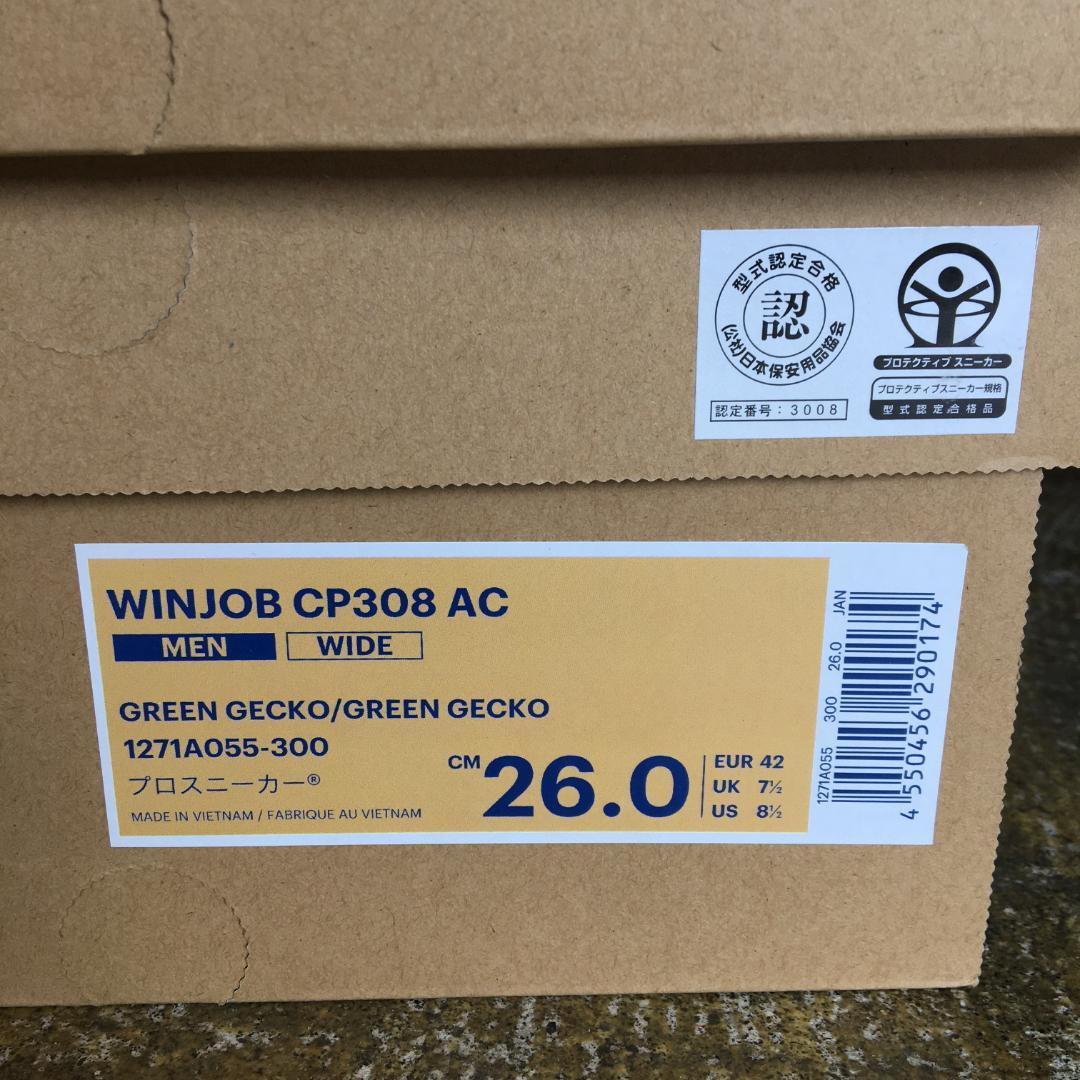 型式認定合格
認
(公社)日本保安用品協会
認定番号:3008
プロテクティブ スニーカー
プロテクティブスニーカー規格
型式認定合格品
WINJOB CP308 AC
MEN WIDE
GREEN GECKO/GREEN GECKO
1271A055-300
プロスニーカー®
MADE IN VIETNAM / FABRIQUE AU VIETNAM
CM 26.0
EUR 42
UK 7½
US 8½
1271A055 300 26.0 JAN
4 550456 290174